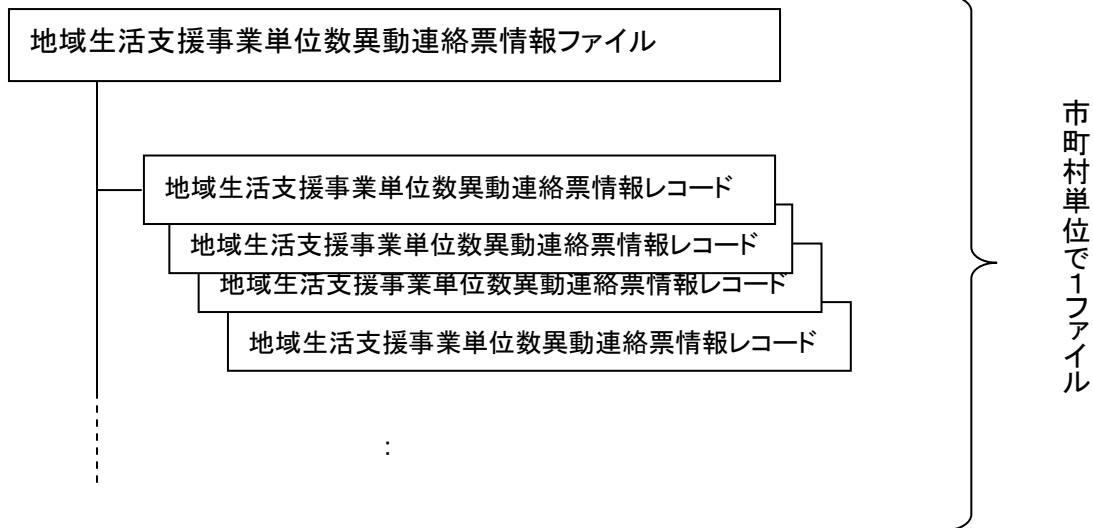 地域生活支援事業単位数異動連絡票情報ファイル
地域生活支援事業単位数異動連絡票情報レコード
地域生活支援事業単位数異動連絡票情報レコード
地域生活支援事業単位数異動連絡票情報レコード
地域生活支援事業単位数異動連絡票情報レコード
:
市町村単位で1ファイル